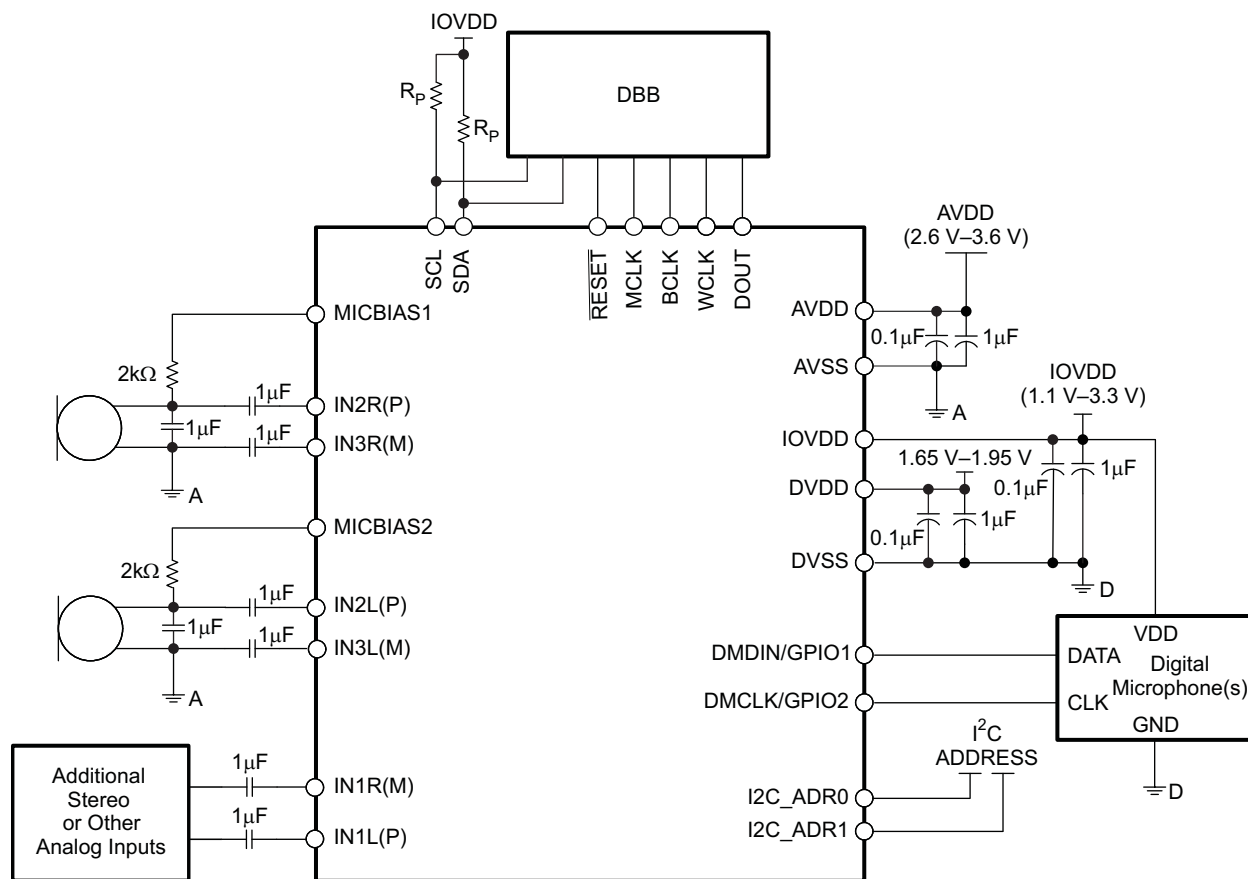 IOVDD
DBB
R_P
R_P
SCL
SDA
RESET
MCLK
BCLK
WCLK
DOUT
AVDD
(2.6 V–3.6 V)
MICBIAS1
AVDD
0.1μF
1μF
AVSS
A
2kΩ
1μF
IN2R(P)
1μF
1μF
IN3R(M)
A
IOVDD
(1.1 V–3.3 V)
IOVDD
1.65 V–1.95 V
0.1μF
1μF
DVDD
0.1μF
1μF
DVSS
D
MICBIAS2
2kΩ
1μF
IN2L(P)
1μF
1μF
IN3L(M)
A
DMDIN/GPIO1
DMCLK/GPIO2
VDD
DATA
Digital
Microphone(s)
CLK
GND
D
I²C
ADDRESS
I2C_ADR0
I2C_ADR1
Additional
Stereo
or Other
Analog Inputs
1μF
IN1R(M)
1μF
IN1L(P)